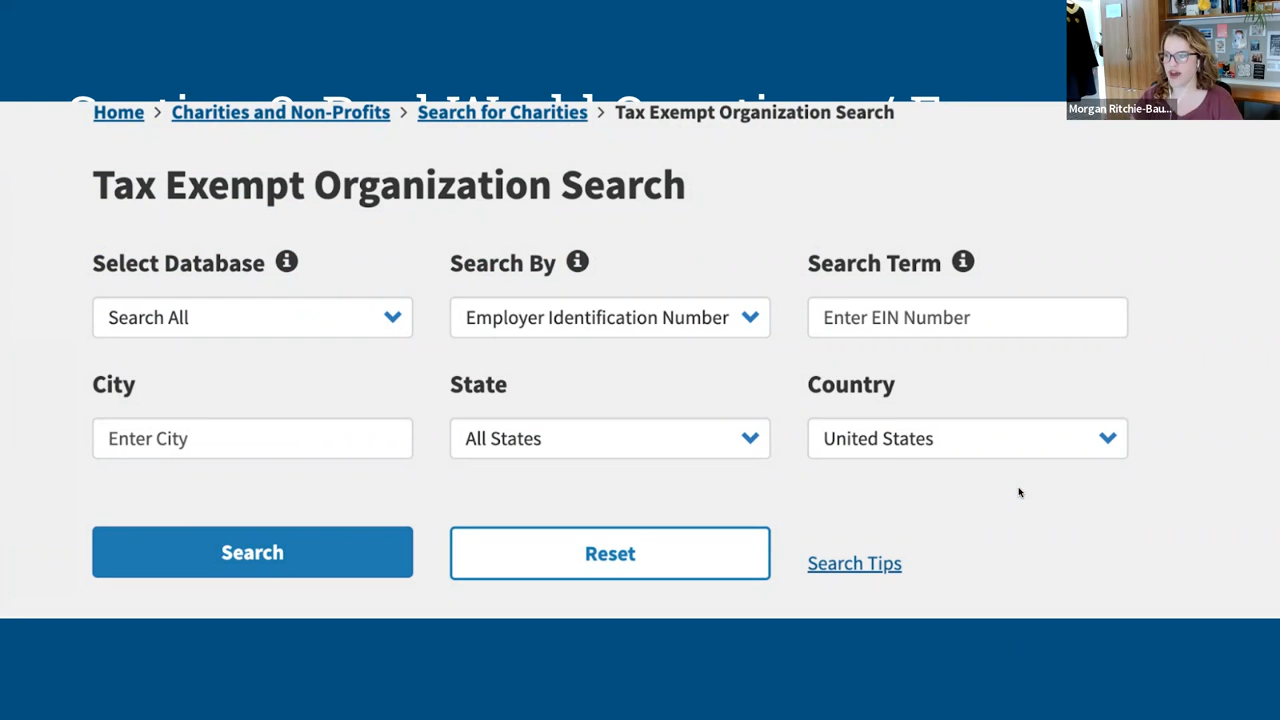 Home > Charities and Non-Profits > Search for Charities > Tax Exempt Organization Search
Morgan Ritchie-Bau...
Tax Exempt Organization Search
Select Database
Search By
Search Term
Search All
Employer Identification Number
Enter EIN Number
City
State
Country
Enter City
All States
United States
Search
Reset
Search Tips